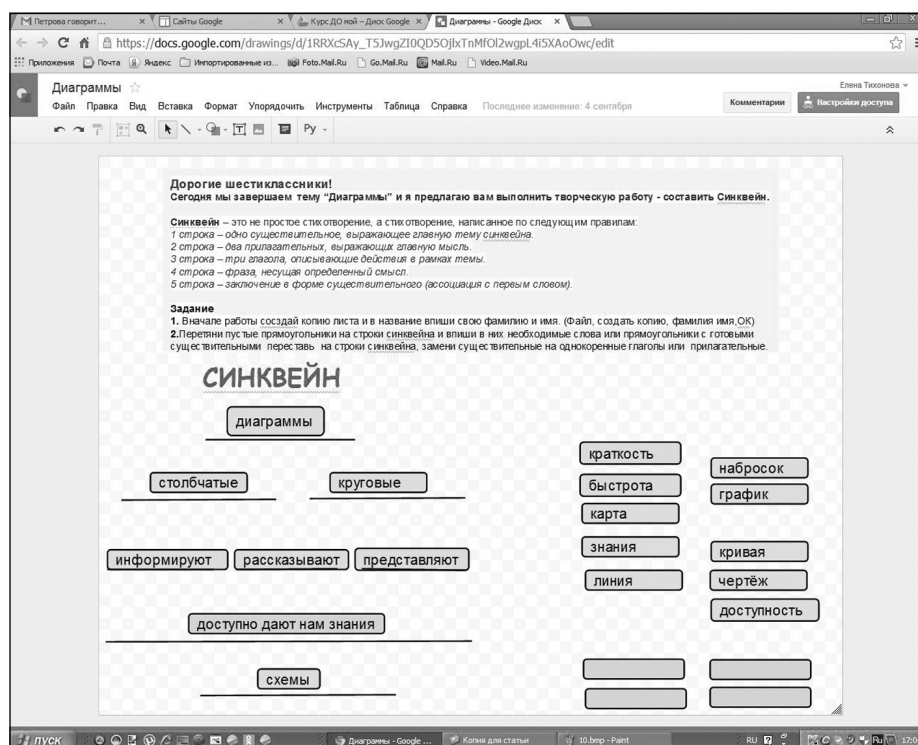 Петрова говорит...
Сайты Google
Курс ДО мой – Диск Google
Диаграммы - Google Диск
https://docs.google.com/drawings/d/1RRXcSAy_T5JwgZI0QD5OjlxTnMfOl2wgpL4i5XAoOwc/edit
Приложения Почта Яндекс Импортированные из... Foto.Mail.Ru Go.Mail.Ru Mail.Ru Video.Mail.Ru
Диаграммы
Елена Тихонова
Файл Правка Вид Вставка Формат Упорядочить Инструменты Таблица Справка Последнее изменение: 4 сентября
Комментарии Настройки доступа
Ру
Дорогие шестиклассники!
Сегодня мы завершаем тему "Диаграммы" и я предлагаю вам выполнить творческую работу - составить Синквейн.
Синквейн – это не простое стихотворение, а стихотворение, написанное по следующим правилам:
1 строка – одно существительное, выражающее главную тему синквейна.
2 строка – два прилагательных, выражающих главную мысль.
3 строка – три глагола, описывающие действия в рамках темы.
4 строка – фраза, несущая определенный смысл.
5 строка – заключение в форме существительного (ассоциация с первым словом).
Задание
1. Вначале работы сосздай копию листа и в название впиши свою фамилию и имя. (Файл, создать копию, фамилия имя,ОК)
2.Перетяни пустые прямоугольники на строки синквейна и впиши в них необходимые слова или прямоугольники с готовыми
существительными переставь на строки синквейна, замени существительные на однокоренные глаголы или прилагательные.
СИНКВЕЙН
диаграммы
столбчатые круговые
информируют рассказывают представляют
доступно дают нам знания
схемы
краткость
быстрота
карта
знания
линия
набросок
график
кривая
чертёж
доступность
пуск
Диаграммы - Google ...
Копия для статьи
10.bmp - Paint
RU
Ru
17:0